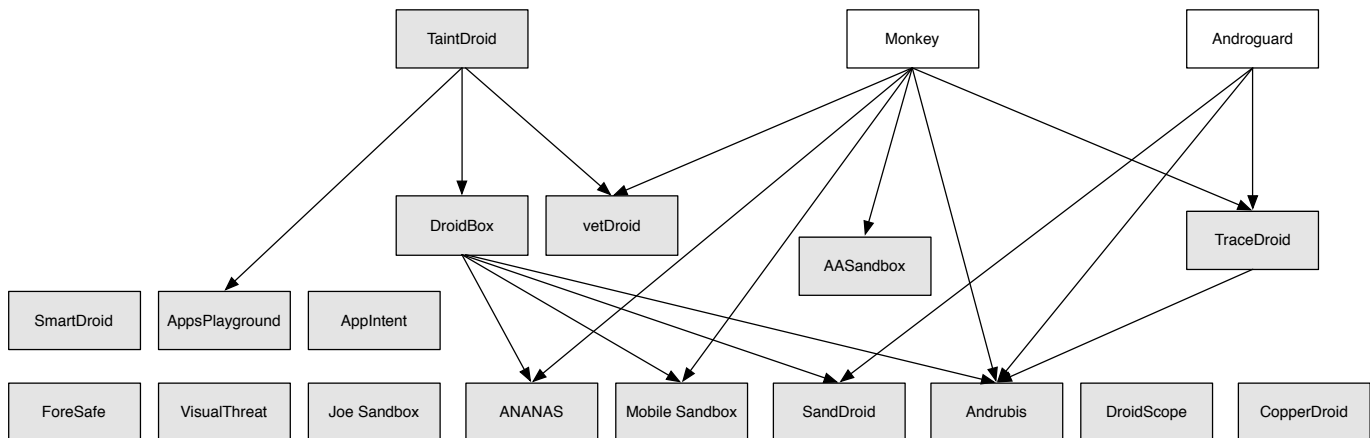 TaintDroid
Monkey
Androguard
DroidBox
vetDroid
AASandbox
TraceDroid
SmartDroid
AppsPlayground
AppIntent
ForeSafe
VisualThreat
Joe Sandbox
ANANAS
Mobile Sandbox
SandDroid
Andrubis
DroidScope
CopperDroid